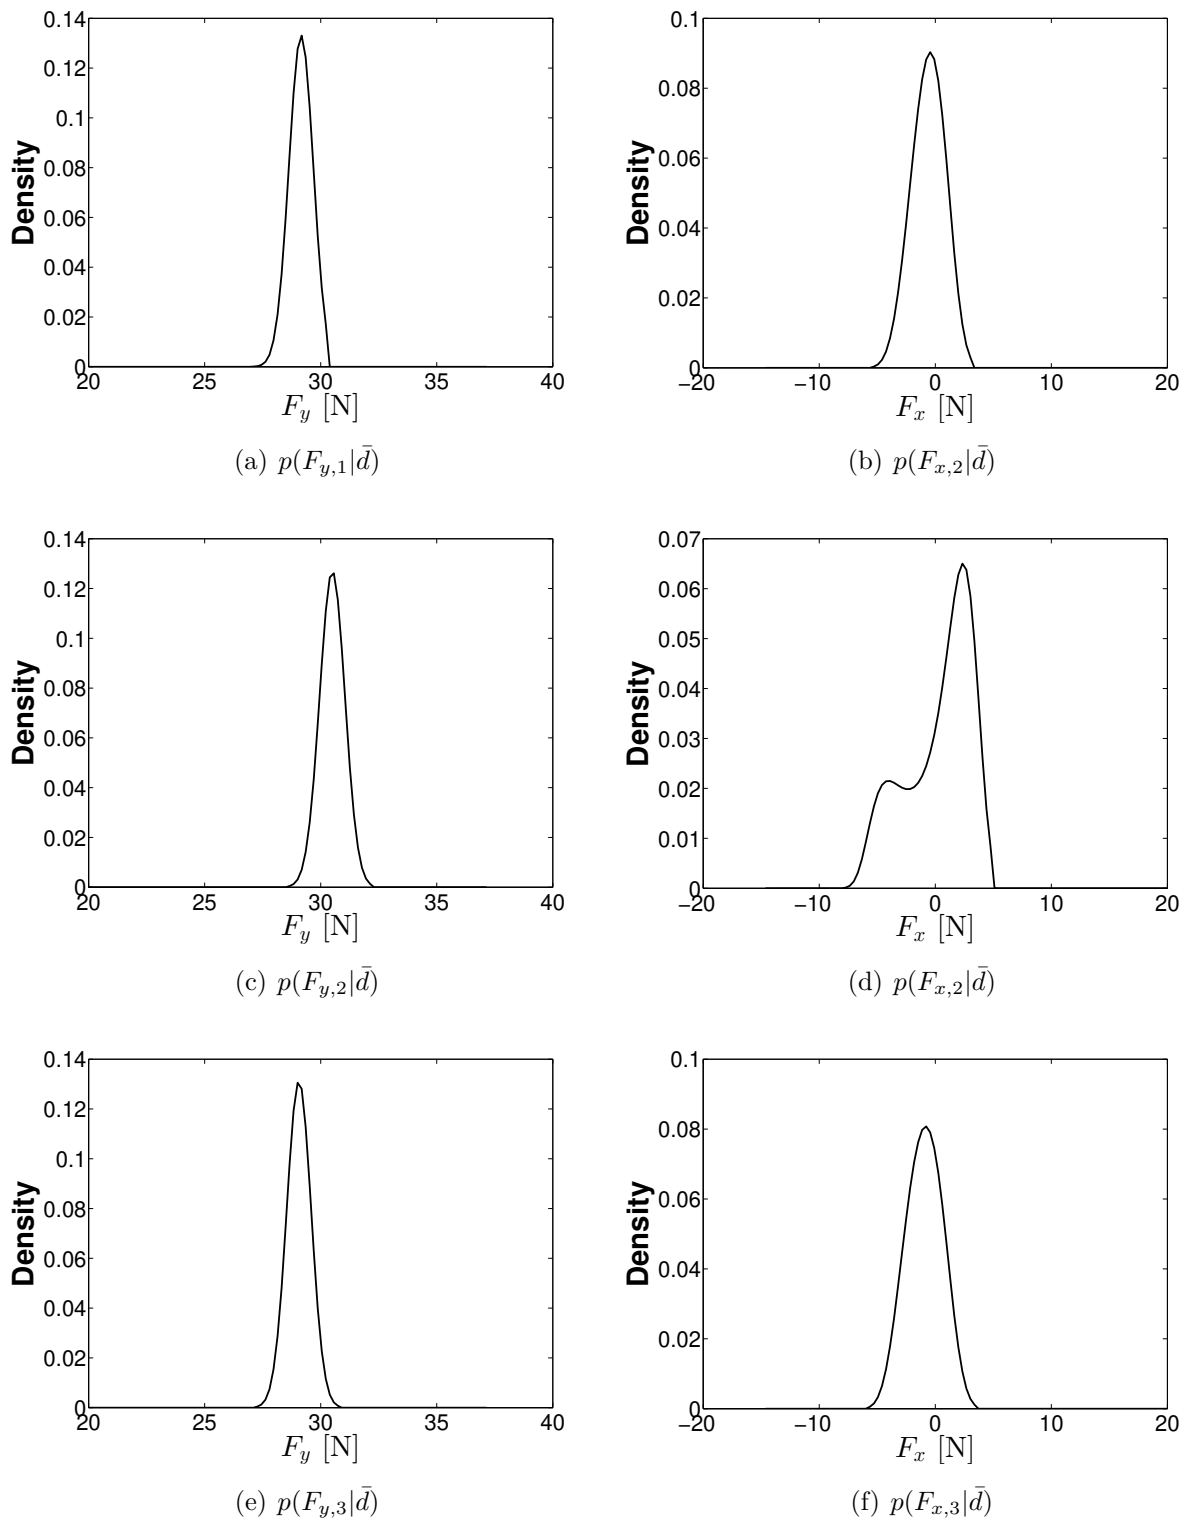 0.14
0.12
0.1
0.08
0.06
0.04
0.02
0
20 25 30 35 40
Density
F_y [N]
(a) p(F_{y,1}|d̄)
0.1
0.08
0.06
0.04
0.02
0
−20 −10 0 10 20
Density
F_x [N]
(b) p(F_{x,2}|d̄)
0.14
0.12
0.1
0.08
0.06
0.04
0.02
0
20 25 30 35 40
Density
F_y [N]
(c) p(F_{y,2}|d̄)
0.07
0.06
0.05
0.04
0.03
0.02
0.01
0
−20 −10 0 10 20
Density
F_x [N]
(d) p(F_{x,2}|d̄)
0.14
0.12
0.1
0.08
0.06
0.04
0.02
0
20 25 30 35 40
Density
F_y [N]
(e) p(F_{y,3}|d̄)
0.1
0.08
0.06
0.04
0.02
0
−20 −10 0 10 20
Density
F_x [N]
(f) p(F_{x,3}|d̄)